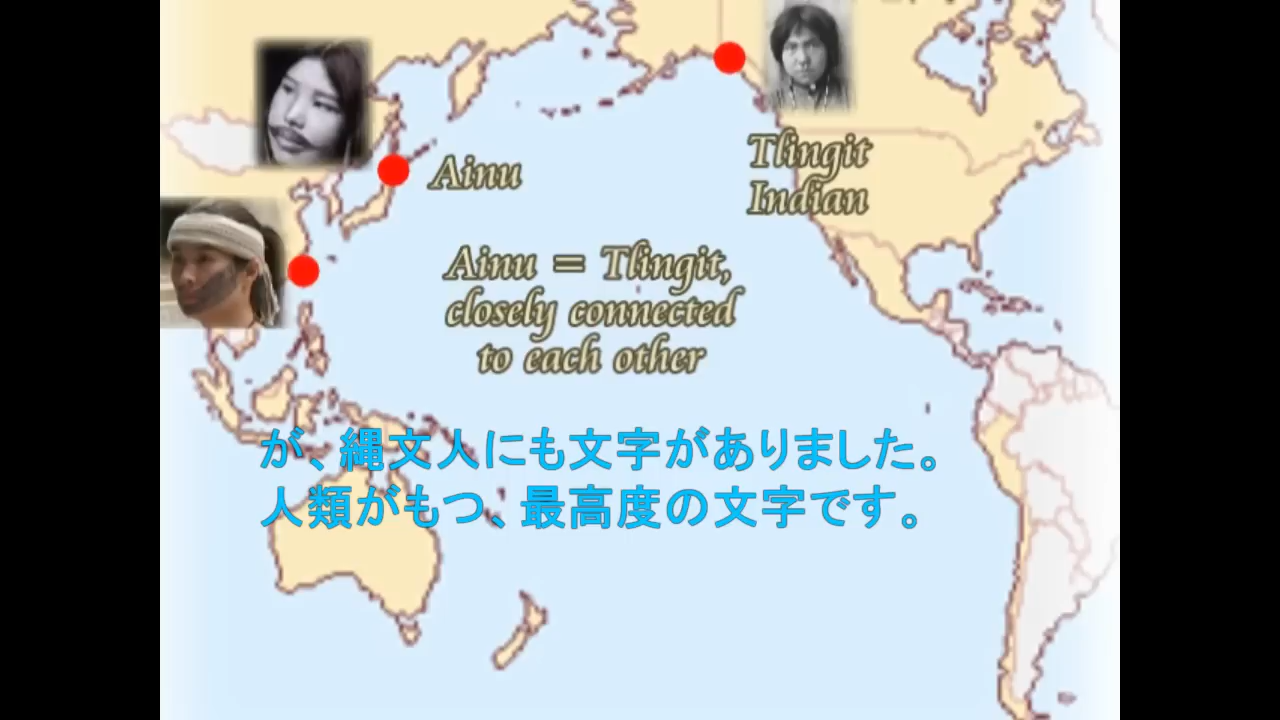 Ainu
Tlingit
Indian
Ainu = Tlingit,
closely connected
to each other
が、縄文人にも文字がありました。
人類がもつ、最高度の文字です。